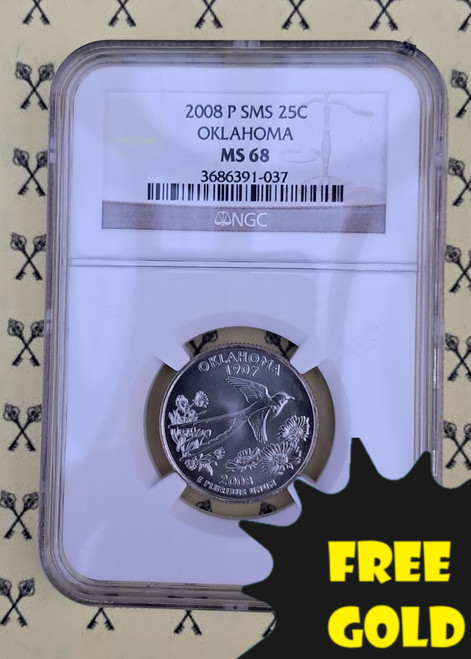 2008 P SMS 25C
OKLAHOMA
MS 68
3686391-037
NGC
OKLAHOMA
1907
2008
E PLURIBUS UNUM
FREE
GOLD